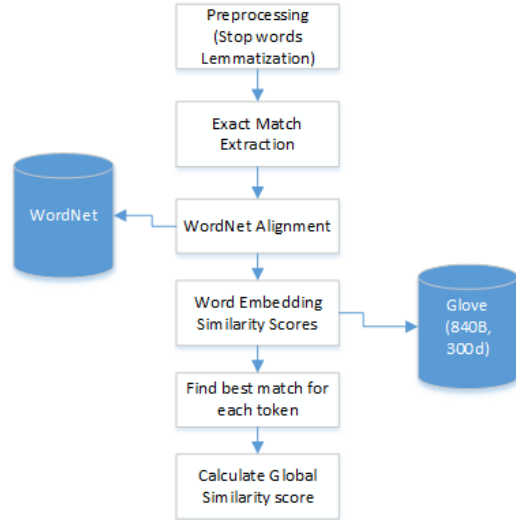 Preprocessing
(Stop words
Lemmatization)
Exact Match
Extraction
WordNet
WordNet Alignment
Word Embedding
Similarity Scores
Glove
(840B,
300d)
Find best match for
each token
Calculate Global
Similarity score